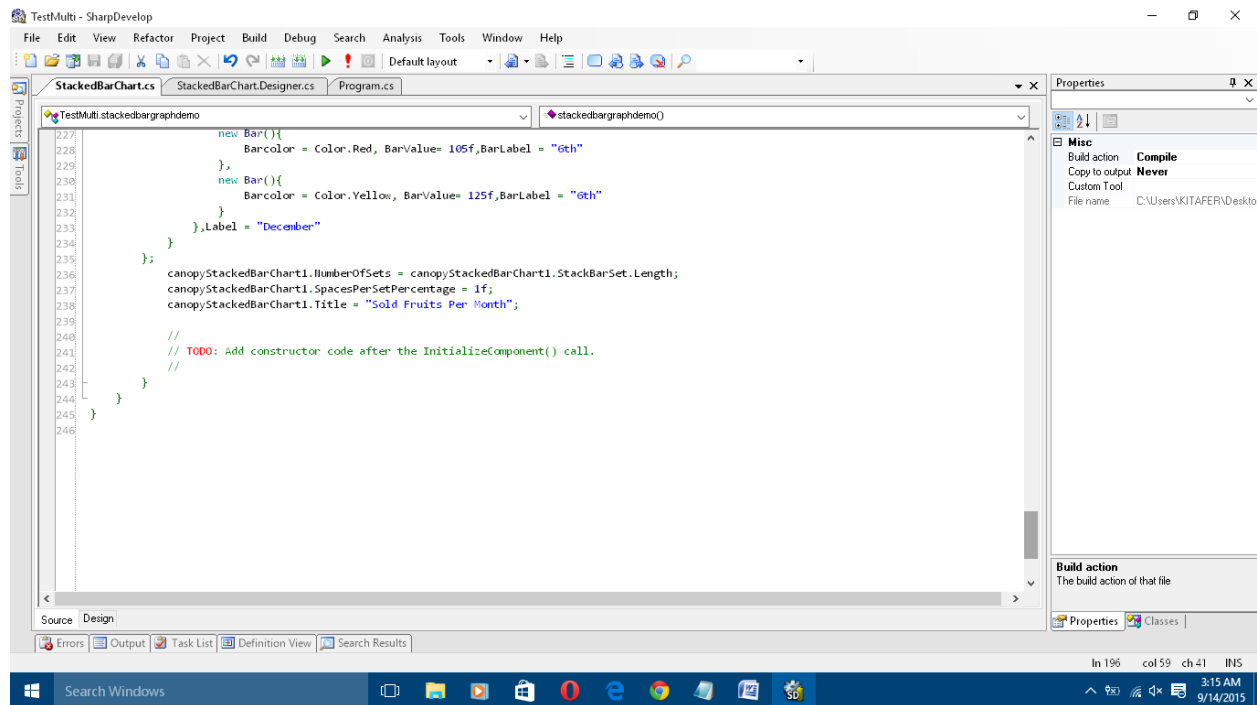 TestMulti - SharpDevelop
File Edit View Refactor Project Build Debug Search Analysis Tools Window Help
Default layout
StackedBarChart.cs StackedBarChart.Designer.cs Program.cs
Properties
Projects
Tools
TestMulti.stackedbargraphdemo stackedbargraphdemo()
227 new Bar(){
228 Barcolor = Color.Red, BarValue= 105f,BarLabel = "6th"
229 },
230 new Bar(){
231 Barcolor = Color.Yellow, BarValue= 125f,BarLabel = "6th"
232 }
233 },Label = "December"
234 }
235 };
236 canopyStackedBarChart1.NumberOfSets = canopyStackedBarChart1.StackBarSet.Length;
237 canopyStackedBarChart1.SpacesPerSetPercentage = 1f;
238 canopyStackedBarChart1.Title = "Sold Fruits Per Month";
239
240 //
241 // TODO: Add constructor code after the InitializeComponent() call.
242 //
243 }
244 }
245 }
246
Misc
Build action Compile
Copy to output Never
Custom Tool
File name C:\Users\KITAFER\Deskto
Build action
The build action of that file
Source Design
Properties Classes
Errors Output Task List Definition View Search Results
ln 196 col 59 ch 41 INS
Search Windows
3:15 AM
9/14/2015